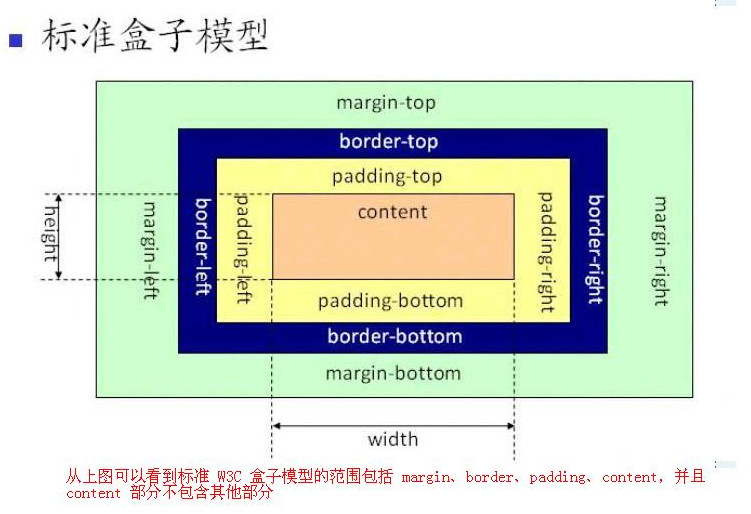 标准盒子模型
margin-top
border-top
padding-top
content
height
margin-left
border-left
padding-left
padding-right
border-right
margin-right
padding-bottom
border-bottom
margin-bottom
width
从上图可以看到标准 W3C 盒子模型的范围包括 margin、border、padding、content，并且
content 部分不包含其他部分